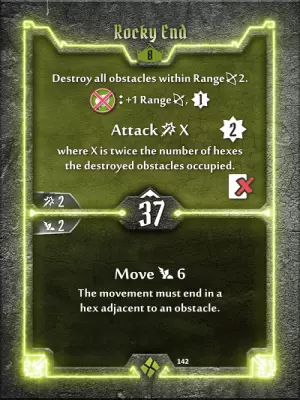 Rocky End
8
Destroy all obstacles within Range 2.
: +1 Range , 1
Attack X 2
where X is twice the number of hexes
the destroyed obstacles occupied.
2
37
2
Move 6
The movement must end in a
hex adjacent to an obstacle.
142